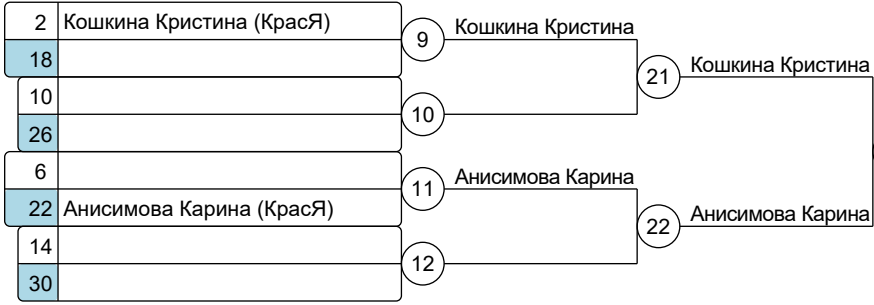 2 Кошкина Кристина (КрасЯ)
9 Кошкина Кристина
18
21 Кошкина Кристина
10
10
26
6
11 Анисимова Карина
22 Анисимова Карина (КрасЯ)
22 Анисимова Карина
14
12
30